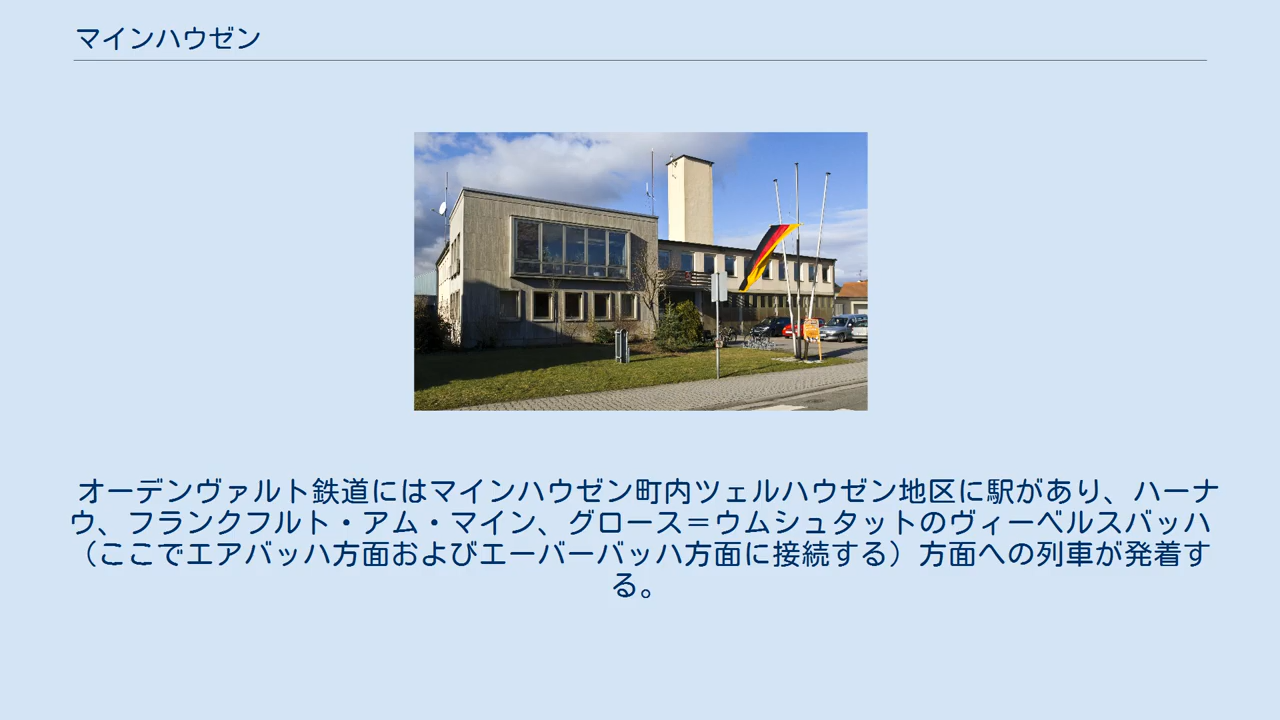 マインハウゼン
オーデンヴァルト鉄道にはマインハウゼン町内ツェルハウゼン地区に駅があり、ハーナ
ウ、フランクフルト・アム・マイン、グロース＝ウムシュタットのヴィーベルスバッハ
（ここでエアバッハ方面およびエーバーバッハ方面に接続する）方面への列車が発着す
る。